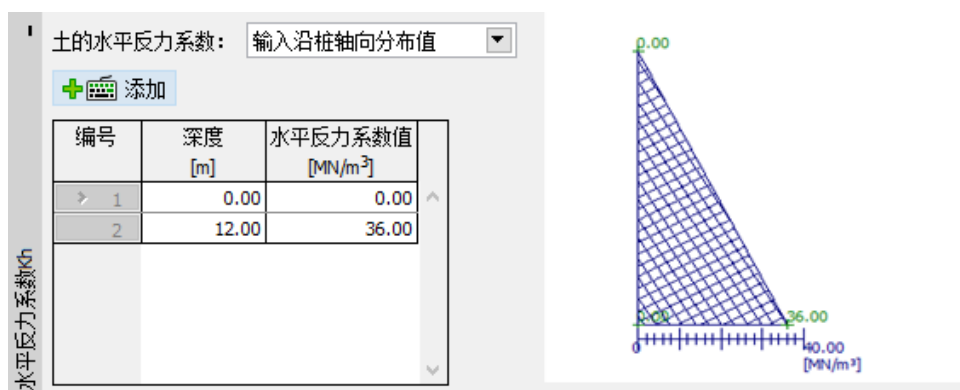 土的水平反力系数： 输入沿桩轴向分布值
添加
编号 深度 水平反力系数值
[m] [MN/m³]
1 0.00 0.00
2 12.00 36.00
水平反力系数Kh
0.00
0.00 36.00
0 40.00
[MN/m³]